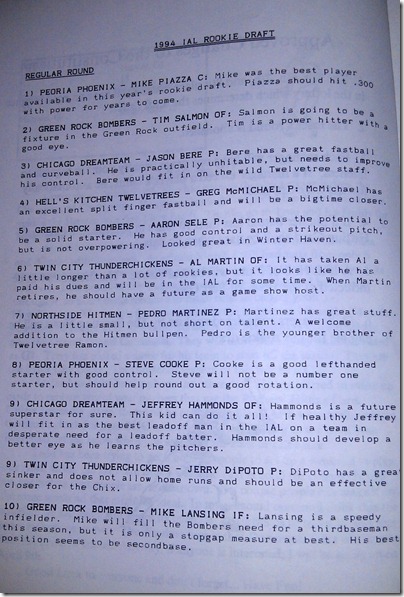 1994 IAL ROOKIE DRAFT
REGULAR ROUND
1) PEORIA PHOENIX - MIKE PIAZZA C: Mike was the best player
available in this year's rookie draft. Piazza should hit .300
with power for years to come.
2) GREEN ROCK BOMBERS - TIM SALMON OF: Salmon is going to be a
fixture in the Green Rock outfield. Tim is a power hitter with a
good eye.
3) CHICAGO DREAMTEAM - JASON BERE P: Bere has a great fastball
and curveball. He is practically unhitable, but needs to improve
his control. Bere would fit in on the wild Twelvetree staff.
4) HELL'S KITCHEN TWELVETREES - GREG McMICHAEL P: McMichael has
an excellent split finger fastball and will be a bigtime closer.
5) GREEN ROCK BOMBERS - AARON SELE P: Aaron has the potential to
be a solid starter. He has good control and a strikeout pitch,
but is not overpowering. Looked great in Winter Haven.
6) TWIN CITY THUNDERCHICKENS - AL MARTIN OF: It has taken Al a
little longer than a lot of rookies, but it looks like he has
paid his dues and will be in the IAL for some time. When Martin
retires, he should have a future as a game show host.
7) NORTHSIDE HITMEN - PEDRO MARTINEZ P: Martinez has great stuff.
He is a little small, but not short on talent. A welcome
addition to the Hitmen bullpen. Pedro is the younger brother of
Twelvetree Ramon.
8) PEORIA PHOENIX - STEVE COOKE P: Cooke is a good lefthanded
starter with good control. Steve will not be a number one
starter, but should help round out a good rotation.
9) CHICAGO DREAMTEAM - JEFFREY HAMMONDS OF: Hammonds is a future
superstar for sure. This kid can do it all! If healthy Jeffrey
will fit in as the best leadoff man in the IAL on a team in
desperate need for a leadoff batter. Hammonds should develop a
better eye as he learns the pitchers.
9) TWIN CITY THUNDERCHICKENS - JERRY DiPOTO P: DiPoto has a grea
sinker and does not allow home runs and should be an effective
closer for the Chix.
10) GREEN ROCK BOMBERS - MIKE LANSING IF: Lansing is a speedy
infielder. Mike will fill the Bombers need for a thirdbaseman
this season, but it is only a stopgap measure at best. His best
position seems to be secondbase.